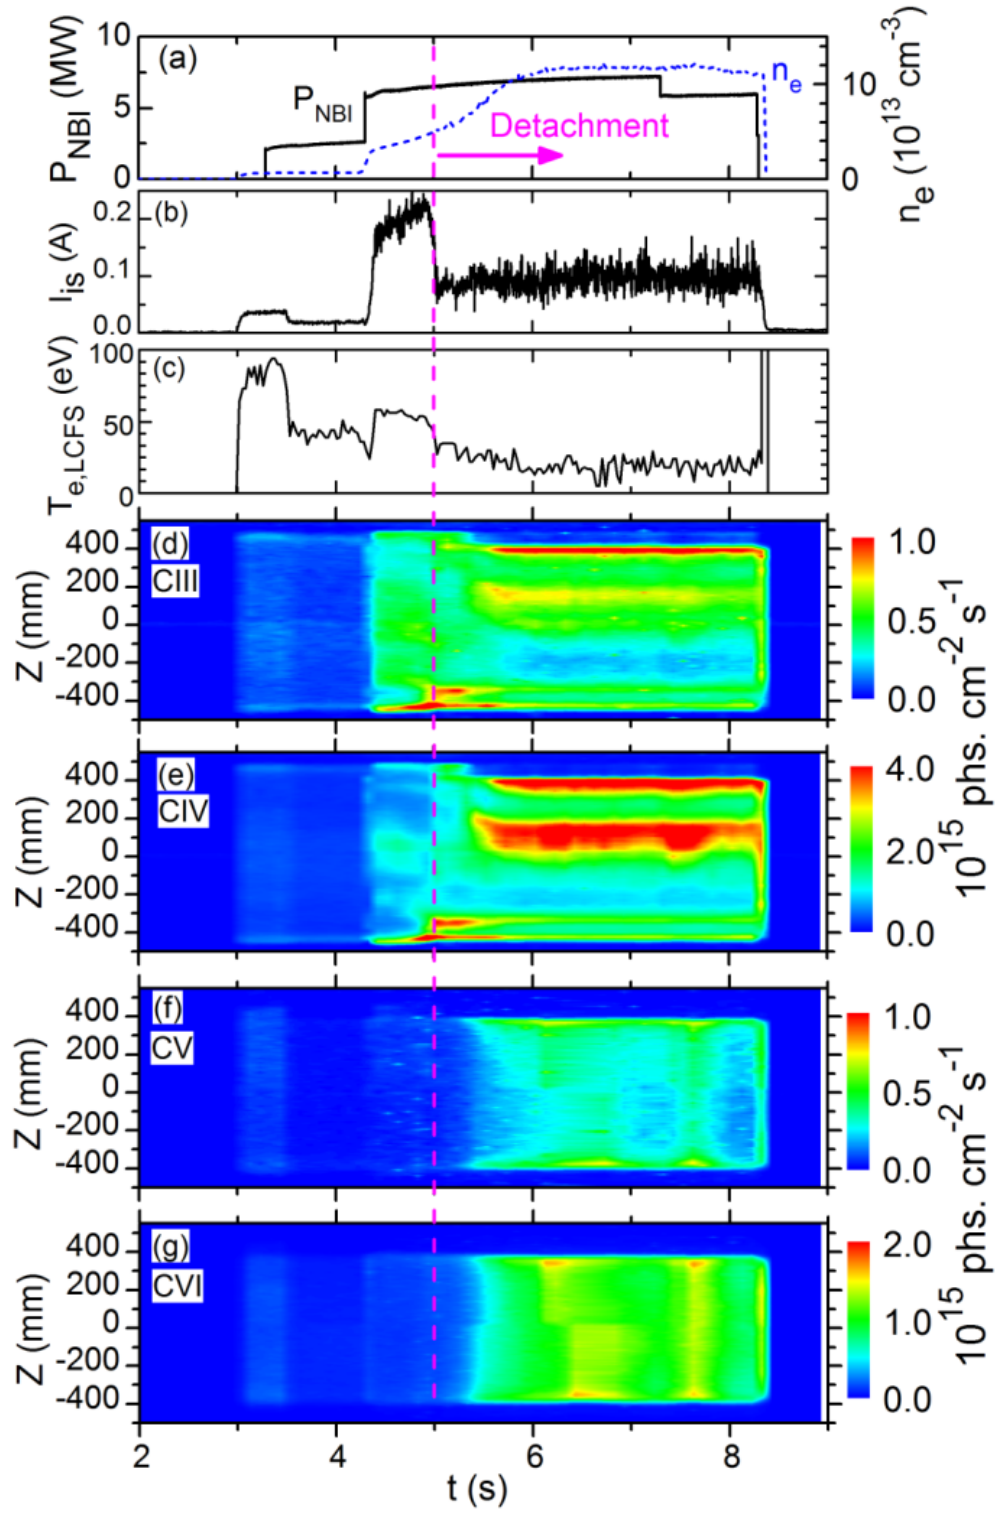 (a)
P_NBI (MW)
10
5
0
P_NBI
n_e
Detachment
10
0
n_e (10^13 cm^-3)
(b)
I_is (A)
0.2
0.1
0.0
(c)
T_e,LCFS (eV)
100
50
0
(d)
CIII
Z (mm)
400
200
0
-200
-400
1.0
0.5
0.0
(e)
CIV
Z (mm)
400
200
0
-200
-400
4.0
2.0
0.0
10^15 phs. cm^-2 s^-1
(f)
CV
Z (mm)
400
200
0
-200
-400
1.0
0.5
0.0
(g)
CVI
Z (mm)
400
200
0
-200
-400
2.0
1.0
0.0
10^15 phs. cm^-2 s^-1
2 4 6 8
t (s)